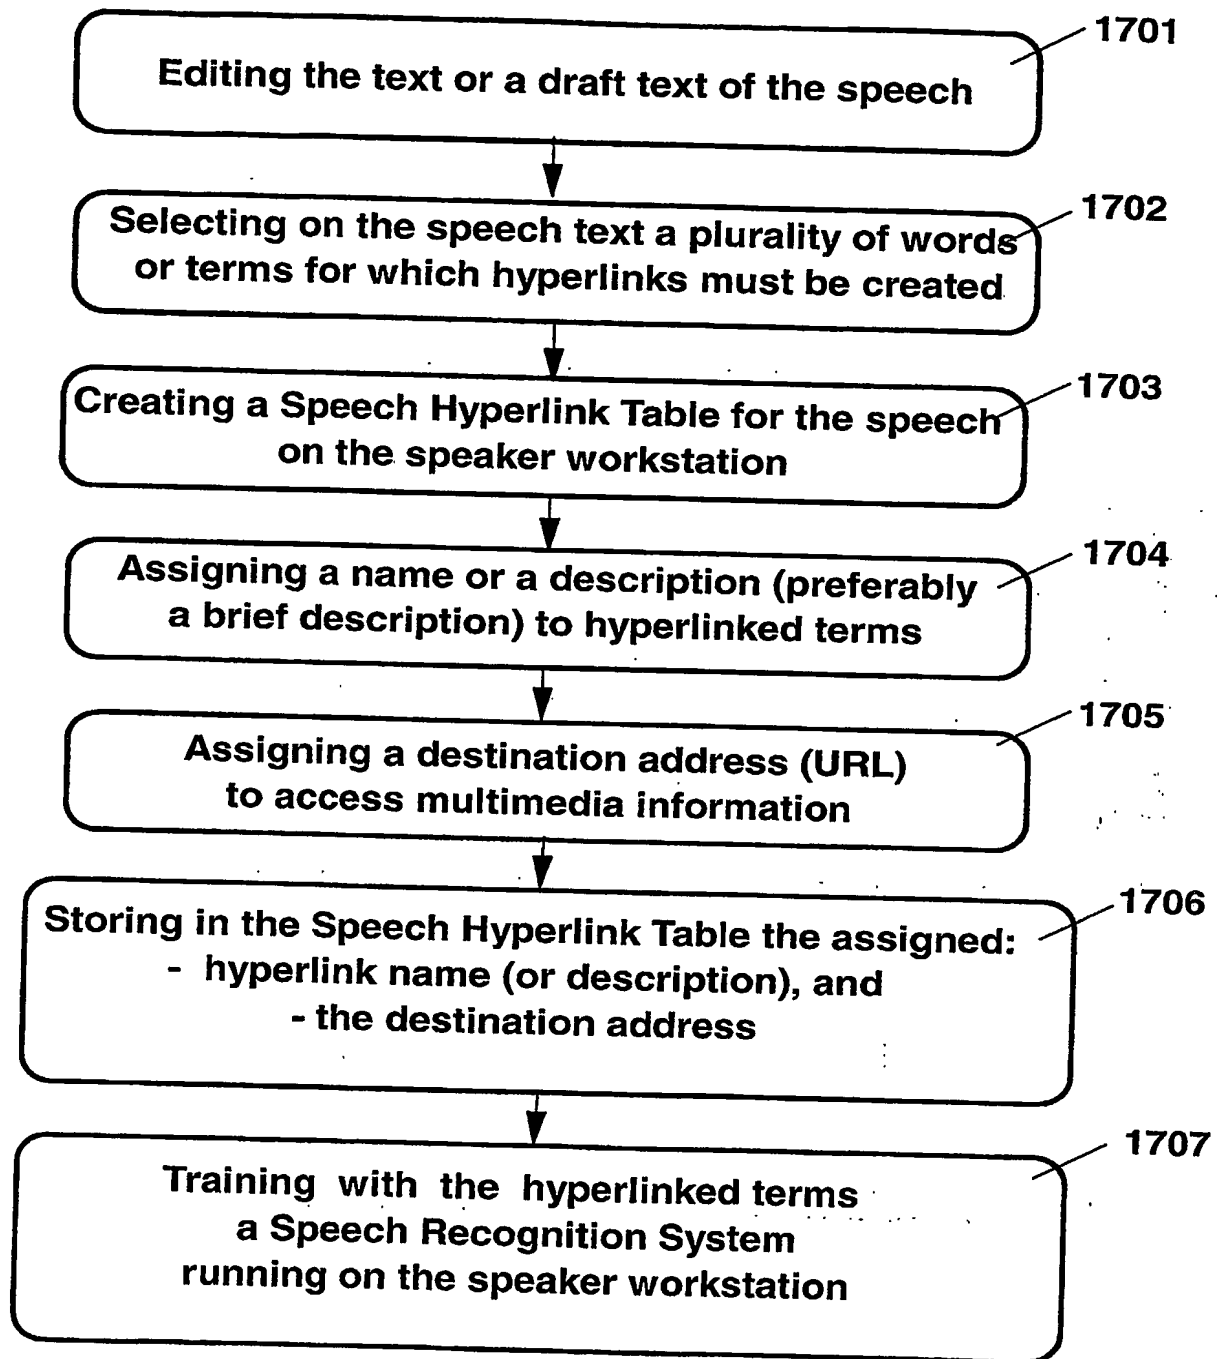 1701
Editing the text or a draft text of the speech
1702
Selecting on the speech text a plurality of words
or terms for which hyperlinks must be created
1703
Creating a Speech Hyperlink Table for the speech
on the speaker workstation
1704
Assigning a name or a description (preferably
a brief description) to hyperlinked terms
1705
Assigning a destination address (URL)
to access multimedia information
1706
Storing in the Speech Hyperlink Table the assigned:
- hyperlink name (or description), and
- the destination address
1707
Training with the hyperlinked terms
a Speech Recognition System
running on the speaker workstation